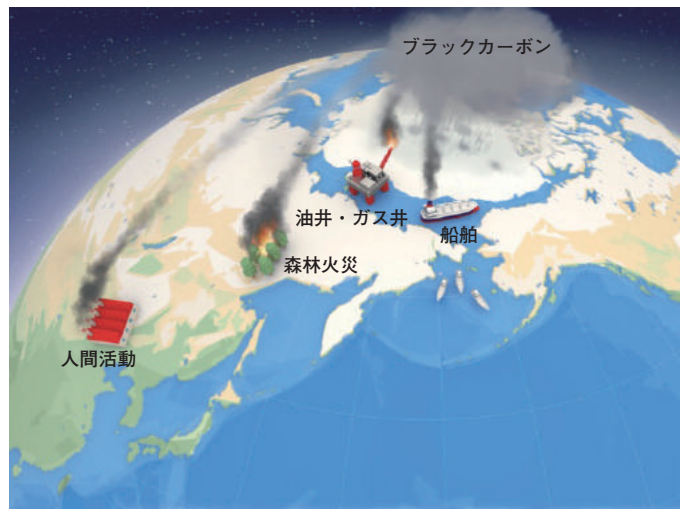 ブラックカーボン
油井・ガス井
船舶
森林火災
人間活動